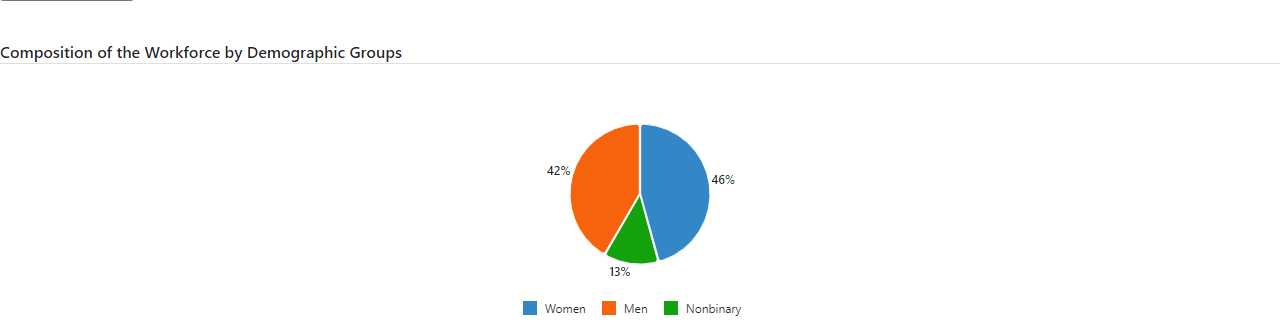 Composition of the Workforce by Demographic Groups
42%
46%
13%
Women Men Nonbinary